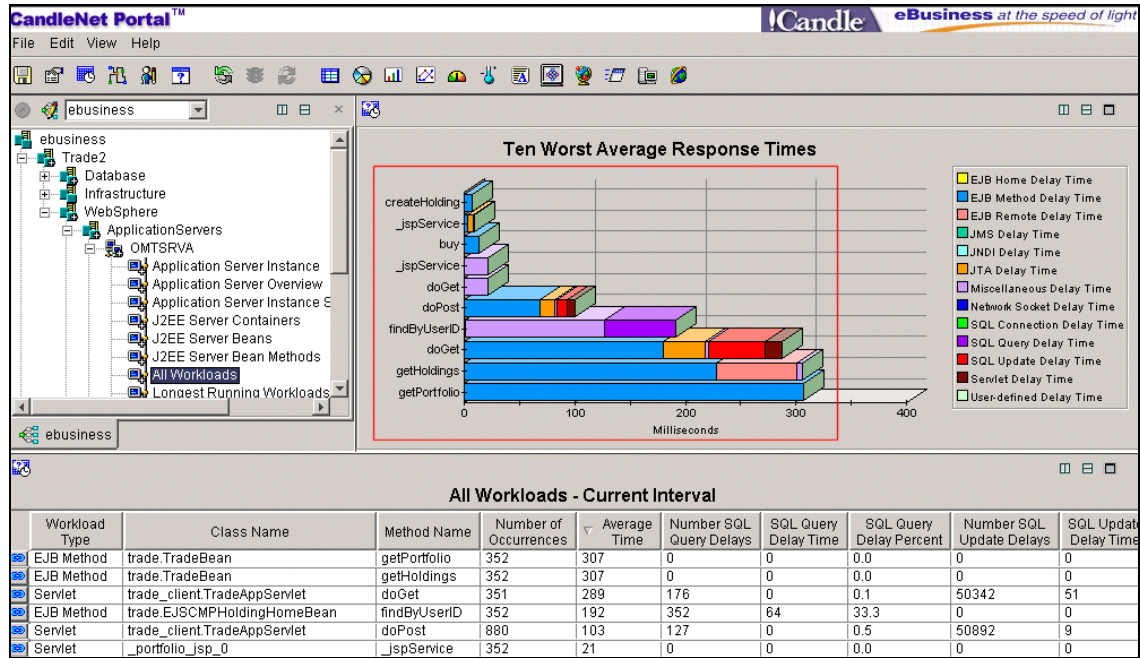 CandleNet Portal™
!Candle eBusiness at the speed of light
File Edit View Help
ebusiness
ebusiness
Trade2
Database
Infrastructure
WebSphere
ApplicationServers
OMTSRVA
Application Server Instance
Application Server Overview
Application Server Instance S
J2EE Server Containers
J2EE Server Beans
J2EE Server Bean Methods
All Workloads
Longest Running Workloads
ebusiness
Ten Worst Average Response Times
createHolding
_jspService
buy
_jspService
doGet
doPost
findByUserID
doGet
getHoldings
getPortfolio
0 100 200 300 400
Milliseconds
EJB Home Delay Time
EJB Method Delay Time
EJB Remote Delay Time
JMS Delay Time
JNDI Delay Time
JTA Delay Time
Miscellaneous Delay Time
Network Socket Delay Time
SQL Connection Delay Time
SQL Query Delay Time
SQL Update Delay Time
Servlet Delay Time
User-defined Delay Time
All Workloads - Current Interval
Workload Type Class Name Method Name Number of Occurrences Average Time Number SQL Query Delays SQL Query Delay Time SQL Query Delay Percent Number SQL Update Delays SQL Update Delay Time
EJB Method trade.TradeBean getPortfolio 352 307 0 0 0.0 0 0
EJB Method trade.TradeBean getHoldings 352 307 0 0 0.0 0 0
Servlet trade_client.TradeAppServlet doGet 351 289 176 0 0.1 50342 51
EJB Method trade.EJSCMPHoldingHomeBean findByUserID 352 192 352 64 33.3 0 0
Servlet trade_client.TradeAppServlet doPost 880 103 127 0 0.5 50892 9
Servlet _portfolio_jsp_0 _jspService 352 21 0 0 0.0 0 0